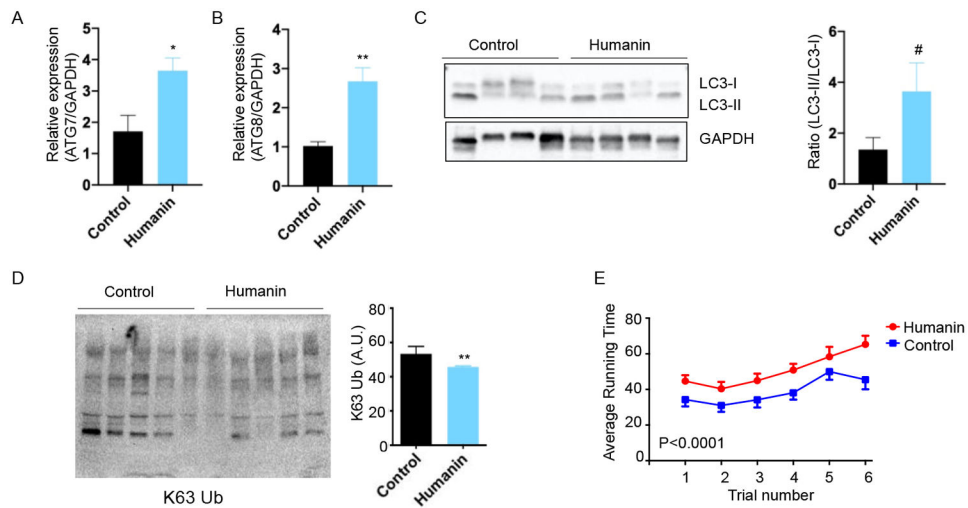 A
Relative expression
(ATG7/GAPDH)
5
4
3
2
1
0
*
Control
Humanin
B
Relative expression
(ATG8/GAPDH)
4
3
2
1
0
**
Control
Humanin
C
Control
Humanin
LC3-I
LC3-II
GAPDH
Ratio (LC3-II/LC3-I)
6
4
2
0
#
Control
Humanin
D
Control
Humanin
K63 Ub
K63 Ub (A.U.)
80
60
40
20
0
**
Control
Humanin
E
Average Running Time
80
60
40
20
0
Humanin
Control
P<0.0001
1 2 3 4 5 6
Trial number